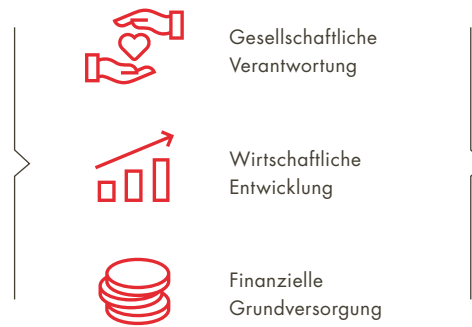 Gesellschaftliche
Verantwortung
Wirtschaftliche
Entwicklung
Finanzielle
Grundversorgung